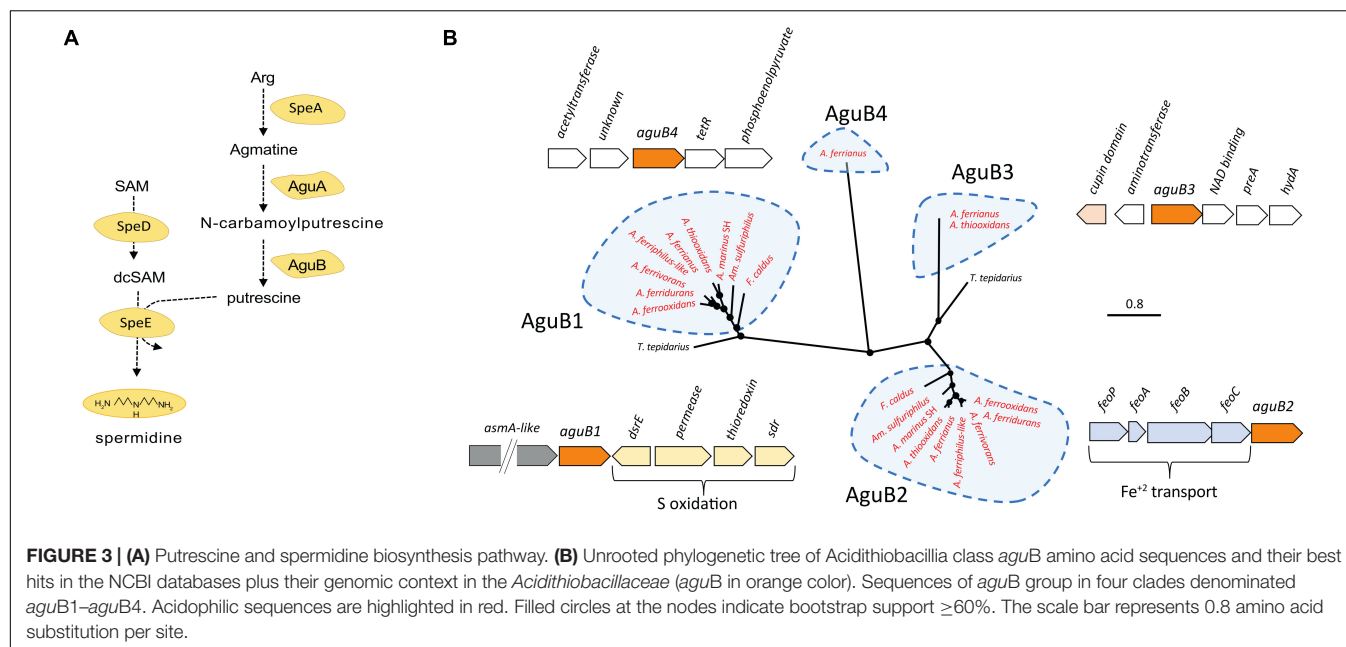 A
Arg
SpeA
Agmatine
AguA
N-carbamoylputrescine
AguB
putrescine
SAM
SpeD
dcSAM
SpeE
H₂N N NH₂
H
spermidine
B
acetyltransferase
unknown
aguB4
tetR
phosphoenolpyruvate
AguB4
A. ferrianus
AguB3
A. ferrianus
A. thiooxidans
T. tepidarius
cupin domain
aminotransferase
aguB3
NAD binding
preA
hydA
0.8
AguB1
A. ferrooxidans
A. ferridurans
A. ferrivorans
A. ferriphilus-like
A. ferrianus
A. thiooxidans
A. marinus SH
Am. sulfuriphilus
F. caldus
T. tepidarius
asmA-like
aguB1
dsrE
permease
thioredoxin
sdr
S oxidation
AguB2
F. caldus
Am. sulfuriphilus
A. marinus SH
A. thiooxidans
A. ferrianus
A. ferriphilus-like
A. ferrivorans
A. ferridurans
A. ferrooxidans
feoP
feoA
feoB
feoC
aguB2
Fe⁺² transport
FIGURE 3 | (A) Putrescine and spermidine biosynthesis pathway. (B) Unrooted phylogenetic tree of Acidithiobacillia class aguB amino acid sequences and their best
hits in the NCBI databases plus their genomic context in the Acidithiobacillaceae (aguB in orange color). Sequences of aguB group in four clades denominated
aguB1–aguB4. Acidophilic sequences are highlighted in red. Filled circles at the nodes indicate bootstrap support ≥60%. The scale bar represents 0.8 amino acid
substitution per site.